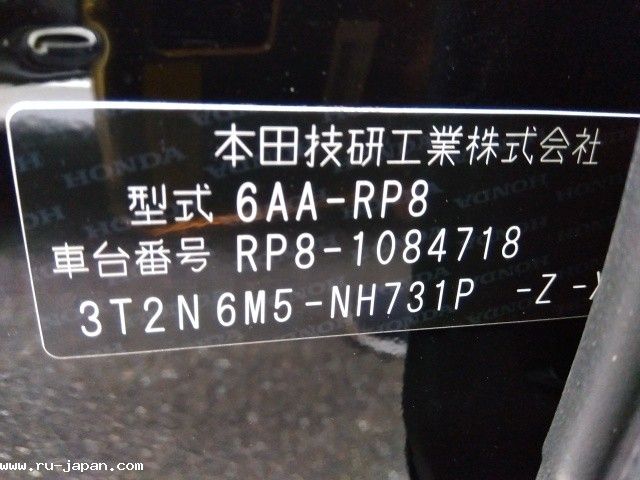 本田技研工業株式会社
型式 6AA-RP8
車台番号 RP8-1084718
3T2N6M5-NH731P -Z -
www.ru-japan.com